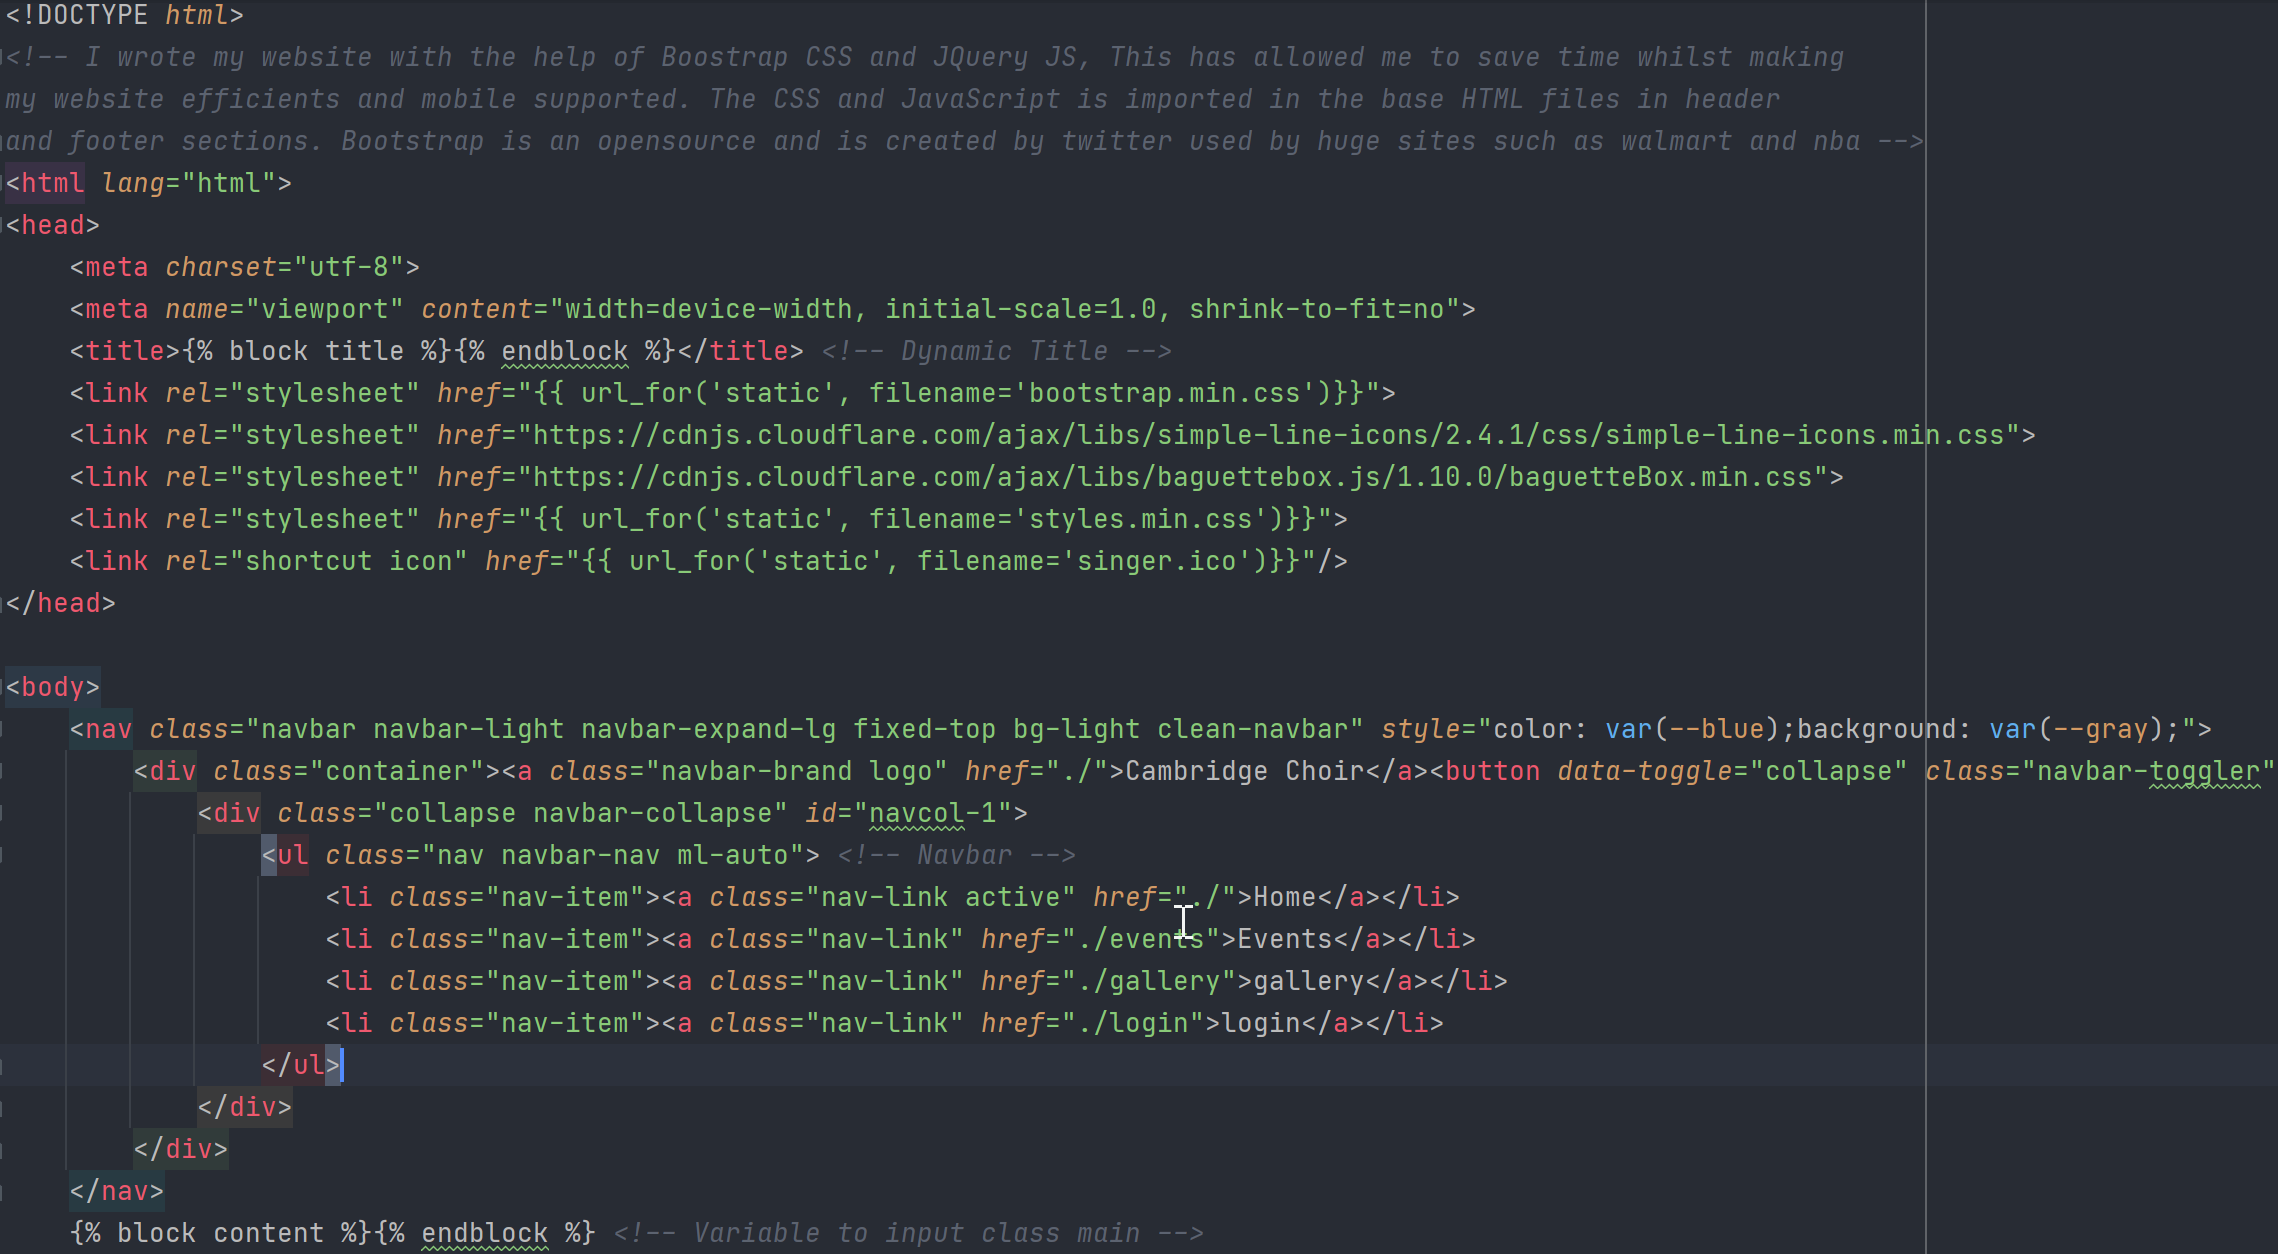 <!DOCTYPE html>
<!-- I wrote my website with the help of Boostrap CSS and JQuery JS, This has allowed me to save time whilst making
my website efficients and mobile supported. The CSS and JavaScript is imported in the base HTML files in header
and footer sections. Bootstrap is an opensource and is created by twitter used by huge sites such as walmart and nba -->
<html lang="html">
<head>
    <meta charset="utf-8">
    <meta name="viewport" content="width=device-width, initial-scale=1.0, shrink-to-fit=no">
    <title>{% block title %}{% endblock %}</title> <!-- Dynamic Title -->
    <link rel="stylesheet" href="{{ url_for('static', filename='bootstrap.min.css')}}">
    <link rel="stylesheet" href="https://cdnjs.cloudflare.com/ajax/libs/simple-line-icons/2.4.1/css/simple-line-icons.min.css">
    <link rel="stylesheet" href="https://cdnjs.cloudflare.com/ajax/libs/baguettebox.js/1.10.0/baguetteBox.min.css">
    <link rel="stylesheet" href="{{ url_for('static', filename='styles.min.css')}}">
    <link rel="shortcut icon" href="{{ url_for('static', filename='singer.ico')}}"/>
</head>
<body>
    <nav class="navbar navbar-light navbar-expand-lg fixed-top bg-light clean-navbar" style="color: var(--blue);background: var(--gray);">
        <div class="container"><a class="navbar-brand logo" href="./">Cambridge Choir</a><button data-toggle="collapse" class="navbar-toggler"
            <div class="collapse navbar-collapse" id="navcol-1">
                <ul class="nav navbar-nav ml-auto"> <!-- Navbar -->
                    <li class="nav-item"><a class="nav-link active" href="./">Home</a></li>
                    <li class="nav-item"><a class="nav-link" href="./events">Events</a></li>
                    <li class="nav-item"><a class="nav-link" href="./gallery">gallery</a></li>
                    <li class="nav-item"><a class="nav-link" href="./login">login</a></li>
                </ul>
            </div>
        </div>
    </nav>
    {% block content %}{% endblock %} <!-- Variable to input class main -->